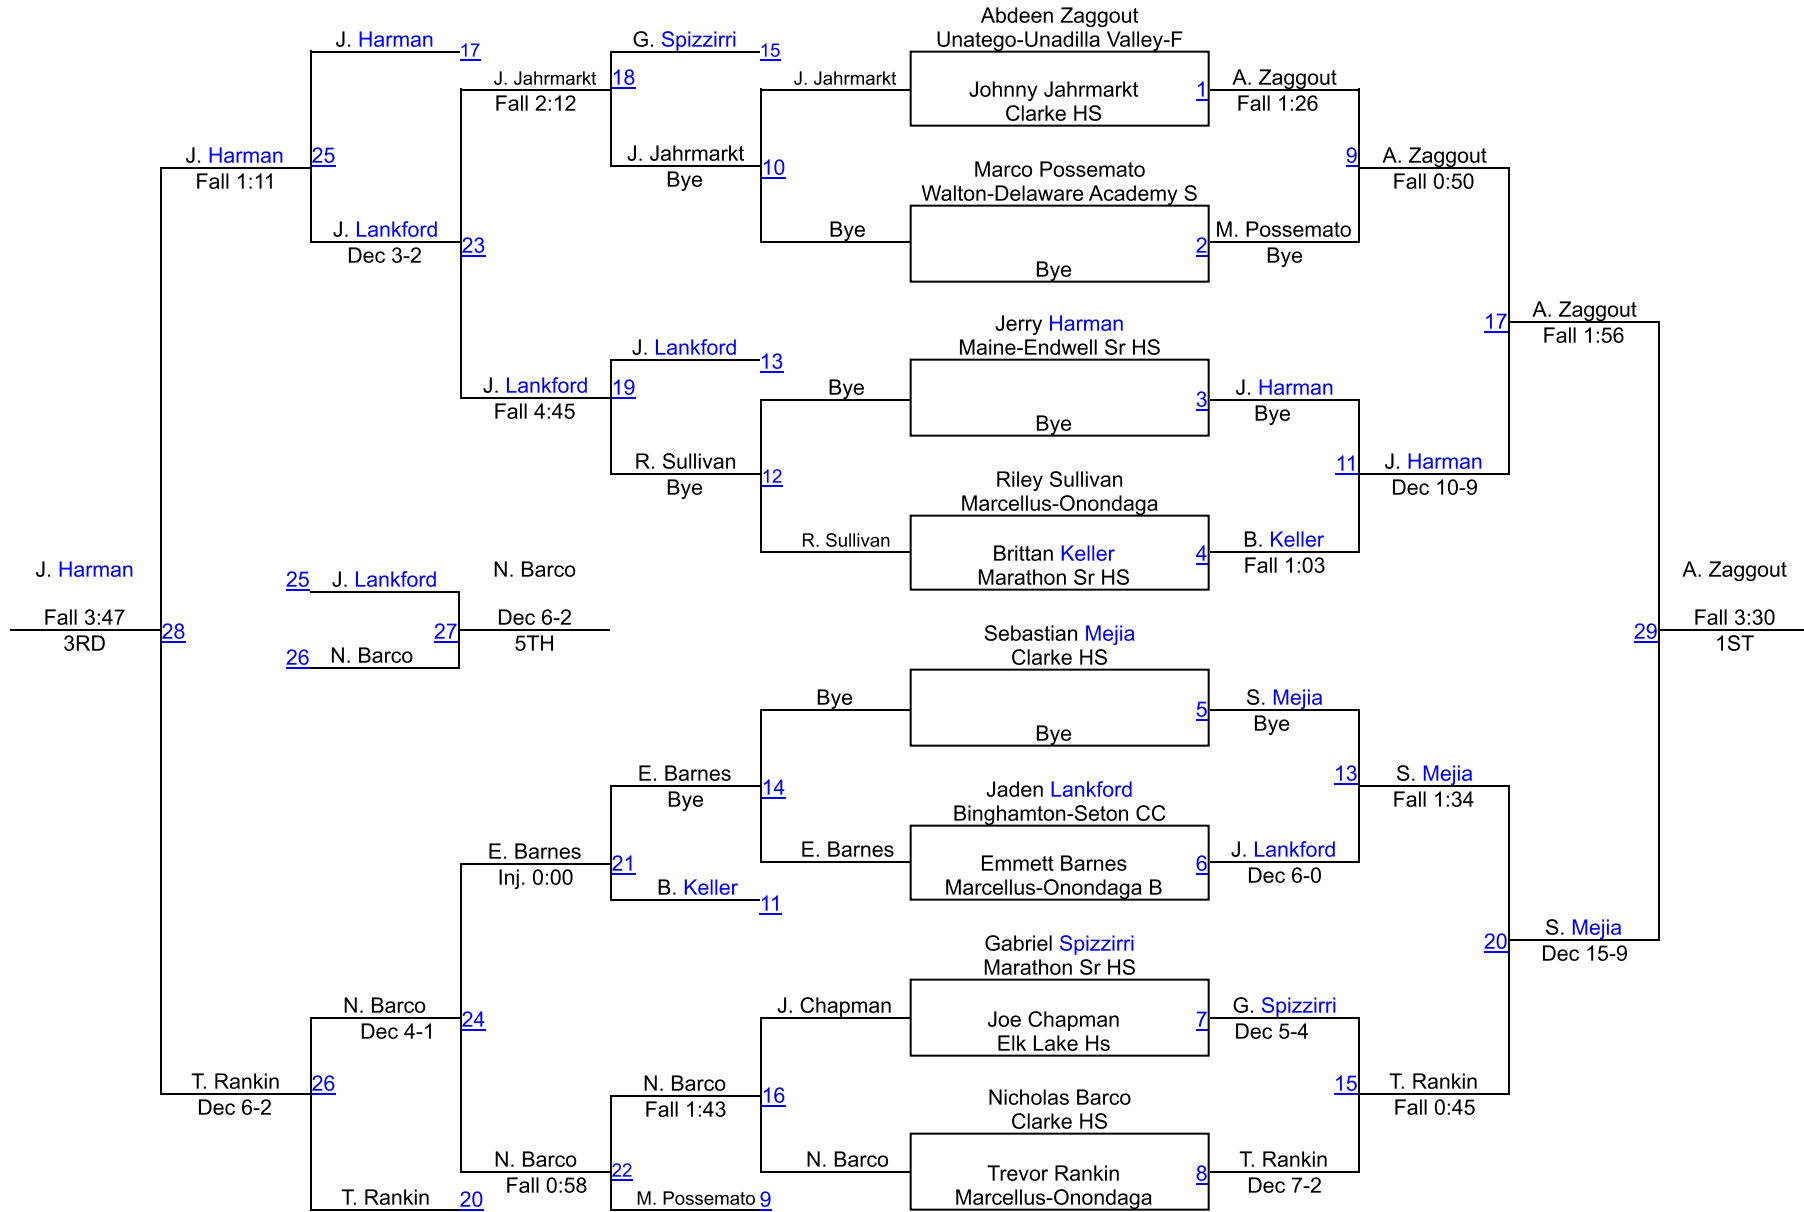 Abdeen Zaggout
J. Harman
G. Spizzirri
Unatego-Unadilla Valley-F
17
15
J. Jahrmarkt
18
J. Jahrmarkt
Johnny Jahrmarkt
1
A. Zaggout
Fall 2:12
Clarke HS
Fall 1:26
J. Harman
25
J. Jahrmarkt
10
Marco Possemato
9
A. Zaggout
Fall 1:11
Bye
Walton-Delaware Academy S
Fall 0:50
J. Lankford
23
Bye
2
M. Possemato
Dec 3-2
Bye
Bye
Jerry Harman
17
A. Zaggout
J. Lankford
13
Maine-Endwell Sr HS
Fall 1:56
J. Lankford
19
Bye
3
J. Harman
Fall 4:45
Bye
Bye
R. Sullivan
12
Riley Sullivan
11
J. Harman
Bye
Marcellus-Onondaga
Dec 10-9
R. Sullivan
Brittan Keller
4
B. Keller
Marathon Sr HS
Fall 1:03
J. Harman
25
J. Lankford
N. Barco
A. Zaggout
Fall 3:47
28
27
Dec 6-2
29
Fall 3:30
3RD
26
N. Barco
5TH
Sebastian Mejia
1ST
Clarke HS
Bye
5
S. Mejia
Bye
Bye
E. Barnes
14
Jaden Lankford
13
S. Mejia
Bye
Binghamton-Seton CC
Fall 1:34
E. Barnes
21
E. Barnes
Emmett Barnes
6
J. Lankford
Inj. 0:00
B. Keller
11
Marcellus-Onondaga B
Dec 6-0
Gabriel Spizzirri
20
S. Mejia
Marathon Sr HS
Dec 15-9
N. Barco
24
J. Chapman
Joe Chapman
7
G. Spizzirri
Dec 4-1
Elk Lake Hs
Dec 5-4
T. Rankin
26
N. Barco
16
Nicholas Barco
15
T. Rankin
Dec 6-2
Fall 1:43
Clarke HS
Fall 0:45
N. Barco
22
N. Barco
Trevor Rankin
8
T. Rankin
Fall 0:58
Marcellus-Onondaga
Dec 7-2
T. Rankin
20
M. Possemato
9